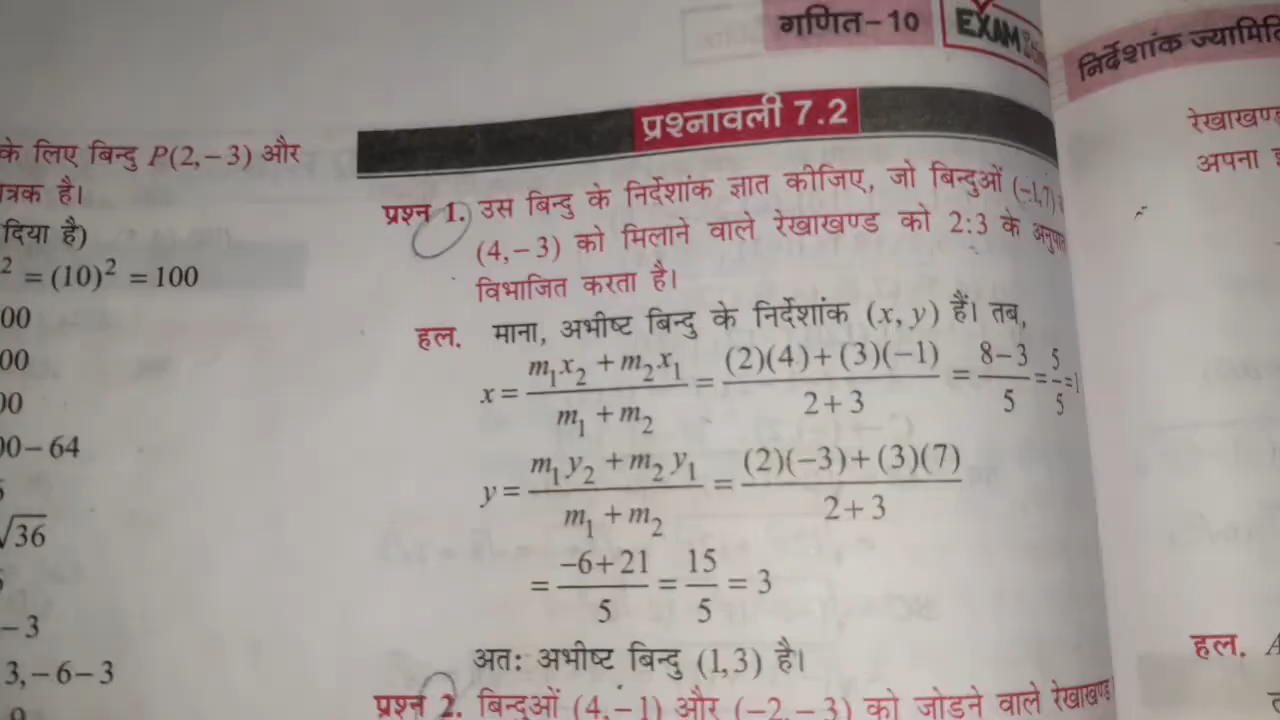 गणित-10
EXAM
निर्देशांक ज्यामिति
के लिए बिन्दु P(2,-3) और
त्रक है।
दिया है)
2 = (10)² = 100
00
00
00
00-64
√36
-3
3,-6-3
प्रश्नावली 7.2
प्रश्न 1. उस बिन्दु के निर्देशांक ज्ञात कीजिए, जो बिन्दुओं (-1,7)
(4,-3) को मिलाने वाले रेखाखण्ड को 2:3 के अनुपात
विभाजित करता है।
हल. माना, अभीष्ट बिन्दु के निर्देशांक (x, y) हैं। तब,
x = (m₁x₂ + m₂x₁)/(m₁ + m₂) = ((2)(4) + (3)(-1))/(2+3) = (8-3)/5 = 5/5 = 1
y = (m₁y₂ + m₂y₁)/(m₁ + m₂) = ((2)(-3)+(3)(7))/(2+3)
= (-6+21)/5 = 15/5 = 3
अतः अभीष्ट बिन्दु (1,3) है।
प्रश्न 2. बिन्दुओं (4,-1) और (-2,-3) को जोड़ने वाले रेखाखण्ड
रेखाखण्ड
अपना
हल.